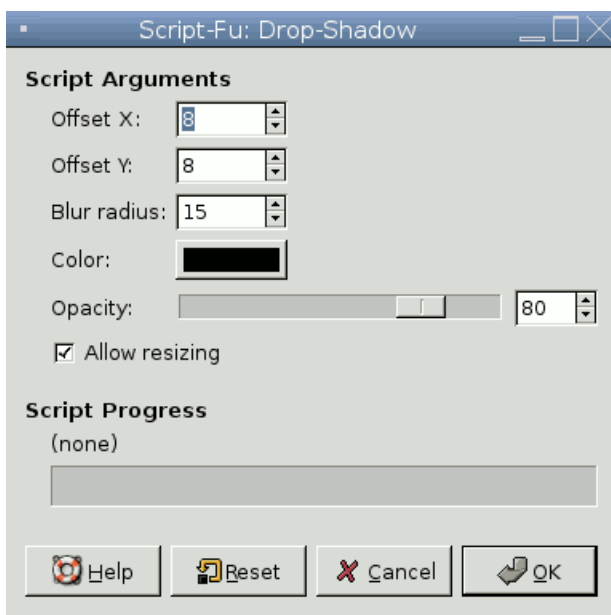 Script-Fu: Drop-Shadow
Script Arguments
Offset X: 8
Offset Y: 8
Blur radius: 15
Color:
Opacity: 80
Allow resizing
Script Progress
(none)
Help Reset Cancel OK